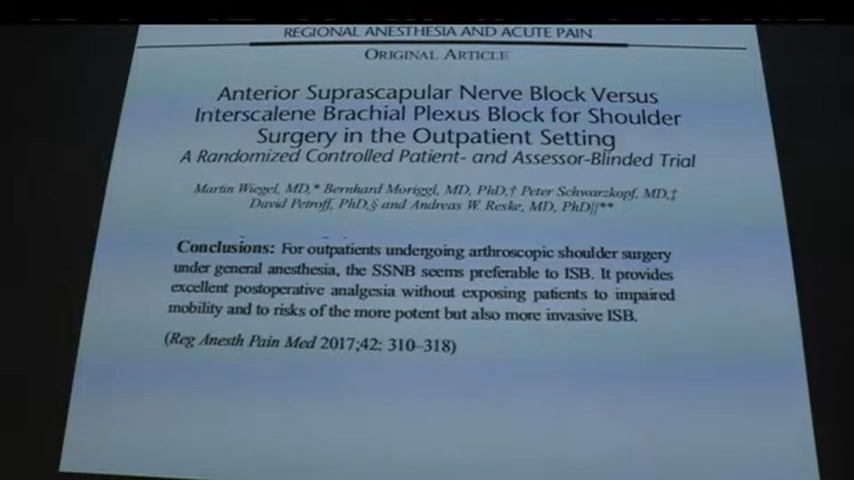 REGIONAL ANESTHESIA AND ACUTE PAIN
ORIGINAL ARTICLE
Anterior Suprascapular Nerve Block Versus
Interscalene Brachial Plexus Block for Shoulder
Surgery in the Outpatient Setting
A Randomized Controlled Patient- and Assessor-Blinded Trial
Martin Wiegel, MD,* Bernhard Moriggl, MD, PhD,† Peter Schwarzkopf, MD,‡
David Petroff, PhD,§ and Andreas W. Reske, MD, PhD||**
Conclusions: For outpatients undergoing arthroscopic shoulder surgery
under general anesthesia, the SSNB seems preferable to ISB. It provides
excellent postoperative analgesia without exposing patients to impaired
mobility and to risks of the more potent but also more invasive ISB.
(Reg Anesth Pain Med 2017;42: 310–318)